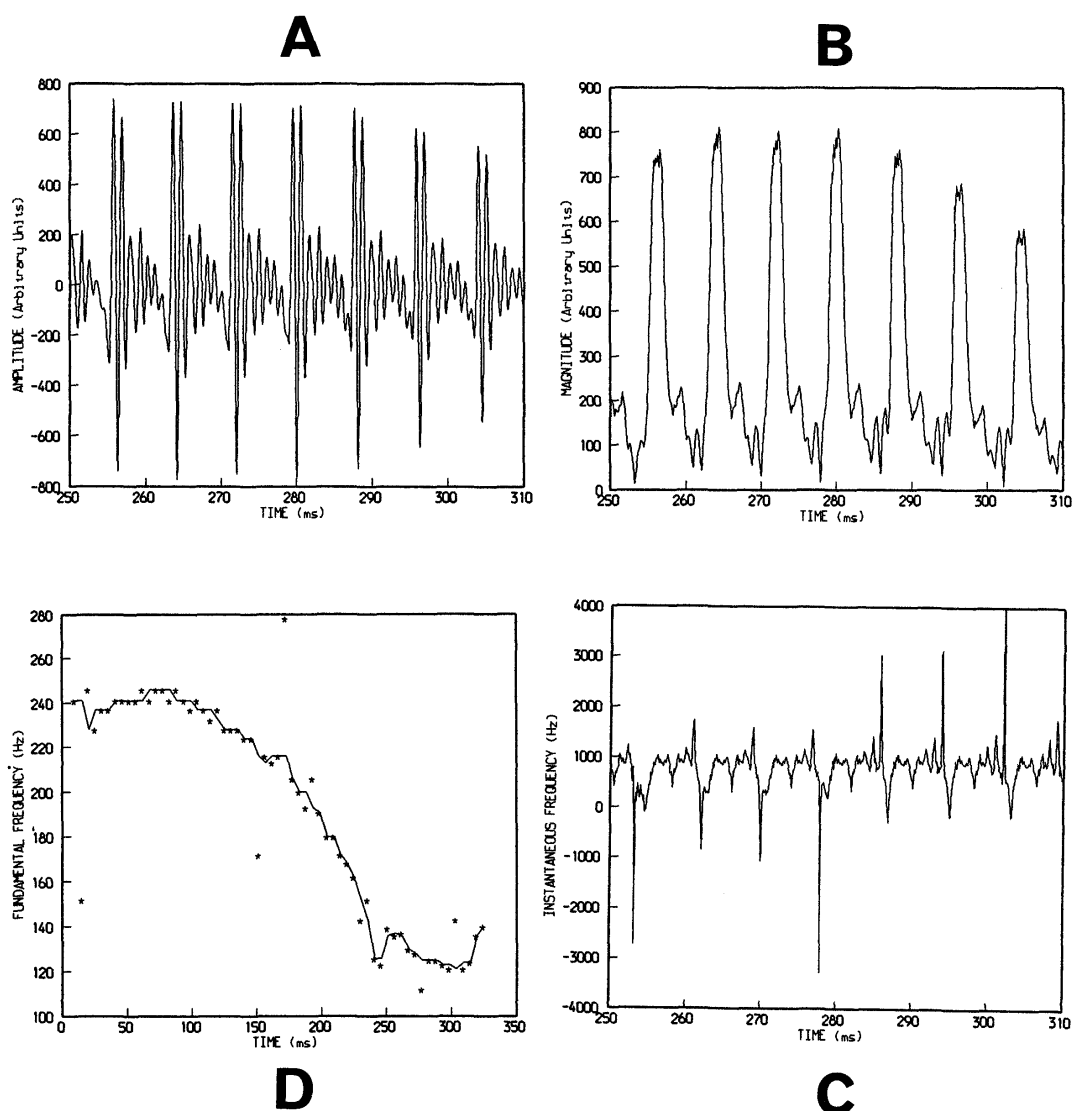 A
B
800
600
400
200
0
-200
-400
-600
-800
AMPLITUDE (Arbitrary Units)
250 260 270 280 290 300 310
TIME (ms)
900
800
700
600
500
400
300
200
100
0
MAGNITUDE (Arbitrary Units)
250 260 270 280 290 300 310
TIME (ms)
280
260
240
220
200
180
160
140
120
100
FUNDAMENTAL FREQUENCY (Hz)
0 50 100 150 200 250 300 350
TIME (ms)
4000
3000
2000
1000
0
-1000
-2000
-3000
-4000
INSTANTANEOUS FREQUENCY (Hz)
250 260 270 280 290 300 310
TIME (ms)
D
C